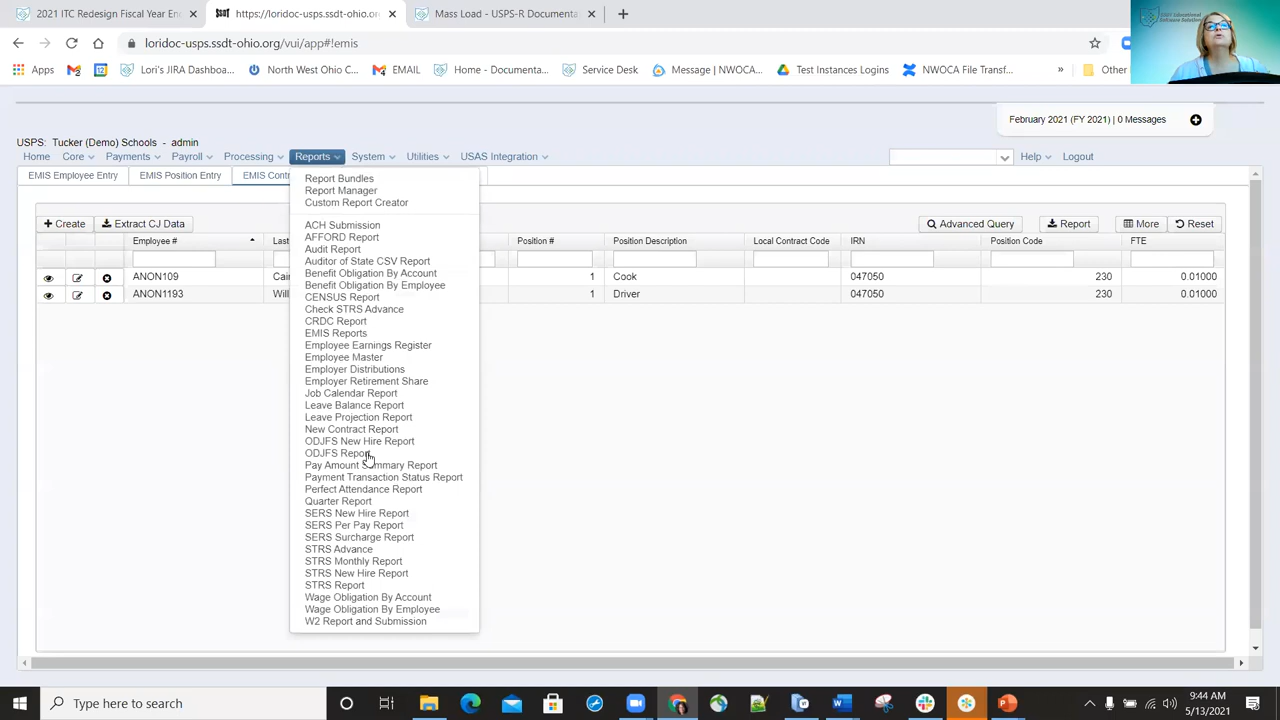 2021 ITC Redesign Fiscal Year En
https://loridoc-usps.ssdt-ohio.org
Mass Load - USPS-R Documenta
loridoc-usps.ssdt-ohio.org/vui/app#!emis
Apps
Lori's JIRA Dashboa...
North West Ohio C...
EMAIL
Home - Documenta...
Service Desk
Message | NWOCA...
Test Instances Logins
NWOCA File Transf...
Other
February 2021 (FY 2021) | 0 Messages
USPS: Tucker (Demo) Schools - admin
Home Core Payments Payroll Processing Reports System Utilities USAS Integration Help Logout
EMIS Employee Entry EMIS Position Entry EMIS Contr
Create Extract CJ Data Advanced Query Report More Reset
Employee # Last Position # Position Description Local Contract Code IRN Position Code FTE
ANON109 Cain 1 Cook 047050 230 0.01000
ANON1193 Will 1 Driver 047050 230 0.01000
Report Bundles
Report Manager
Custom Report Creator
ACH Submission
AFFORD Report
Audit Report
Auditor of State CSV Report
Benefit Obligation By Account
Benefit Obligation By Employee
CENSUS Report
Check STRS Advance
CRDC Report
EMIS Reports
Employee Earnings Register
Employee Master
Employer Distributions
Employer Retirement Share
Job Calendar Report
Leave Balance Report
Leave Projection Report
New Contract Report
ODJFS New Hire Report
ODJFS Report
Pay Amount Summary Report
Payment Transaction Status Report
Perfect Attendance Report
Quarter Report
SERS New Hire Report
SERS Per Pay Report
SERS Surcharge Report
STRS Advance
STRS Monthly Report
STRS New Hire Report
STRS Report
Wage Obligation By Account
Wage Obligation By Employee
W2 Report and Submission
Type here to search
9:44 AM
5/13/2021